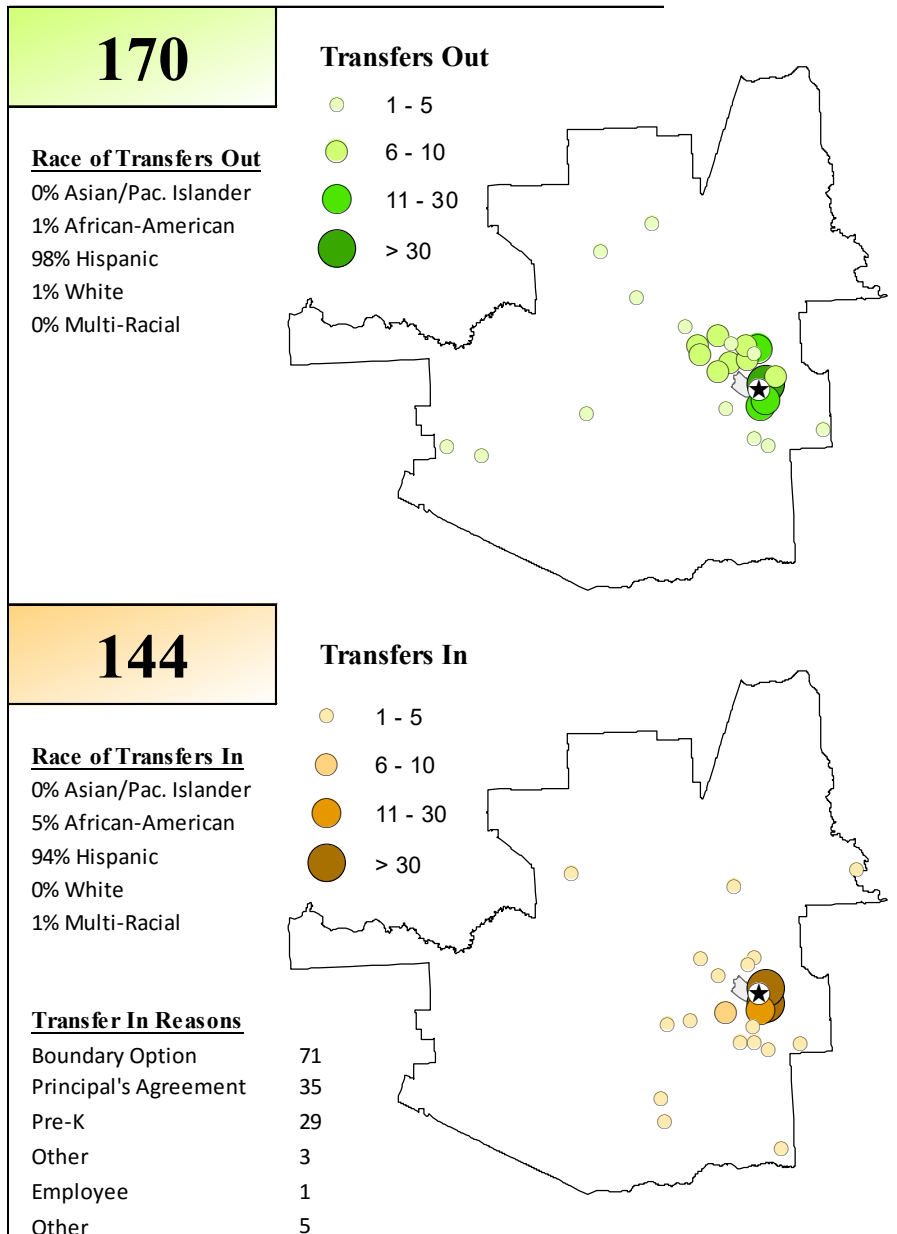 170
Transfers Out
1 - 5
6 - 10
11 - 30
> 30
Race of Transfers Out
0% Asian/Pac. Islander
1% African-American
98% Hispanic
1% White
0% Multi-Racial
144
Transfers In
1 - 5
6 - 10
11 - 30
> 30
Race of Transfers In
0% Asian/Pac. Islander
5% African-American
94% Hispanic
0% White
1% Multi-Racial
Transfer In Reasons
Boundary Option 71
Principal's Agreement 35
Pre-K 29
Other 3
Employee 1
Other 5